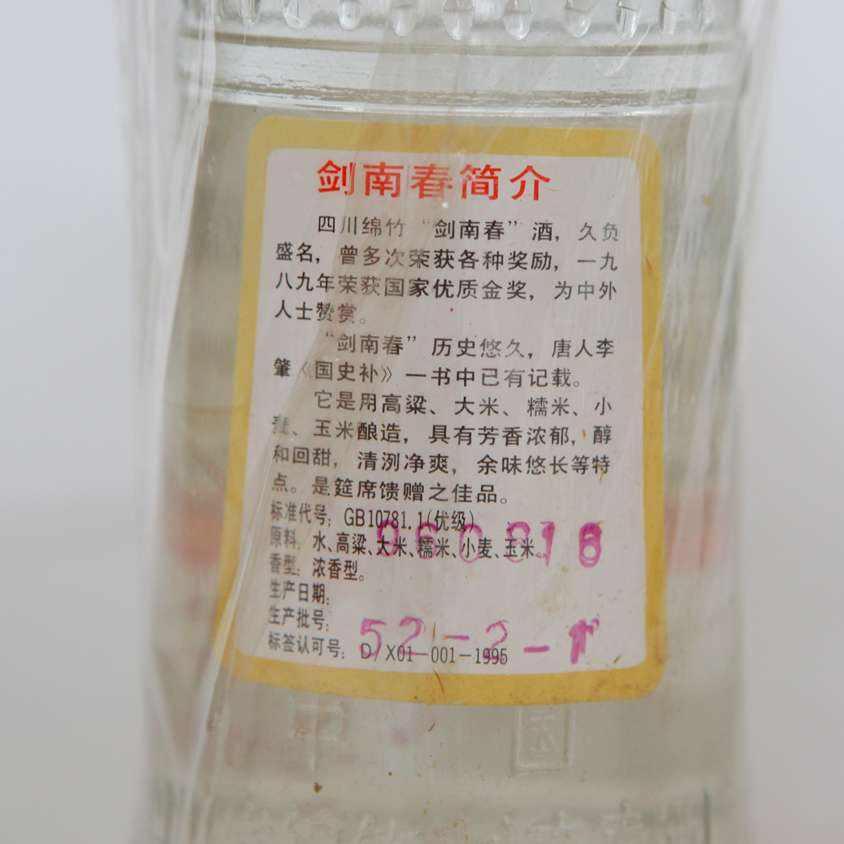 剑南春简介
四川绵竹“剑南春”酒，久负
盛名，曾多次荣获各种奖励，一九
八九年荣获国家优质金奖，为中外
人士赞赏。
“剑南春”历史悠久，唐人李
肇《国史补》一书中已有记载。
它是用高粱、大米、糯米、小
麦、玉米酿造，具有芳香浓郁，醇
和回甜，清洌净爽，余味悠长等特
点。是筵席馈赠之佳品。
标准代号：GB10781.1(优级)
原料：水、高粱、大米、糯米、小麦、玉米。
960316
香型：浓香型。
生产日期：
生产批号：
52-2-1
标签认可号：D/X01-001-1995
中